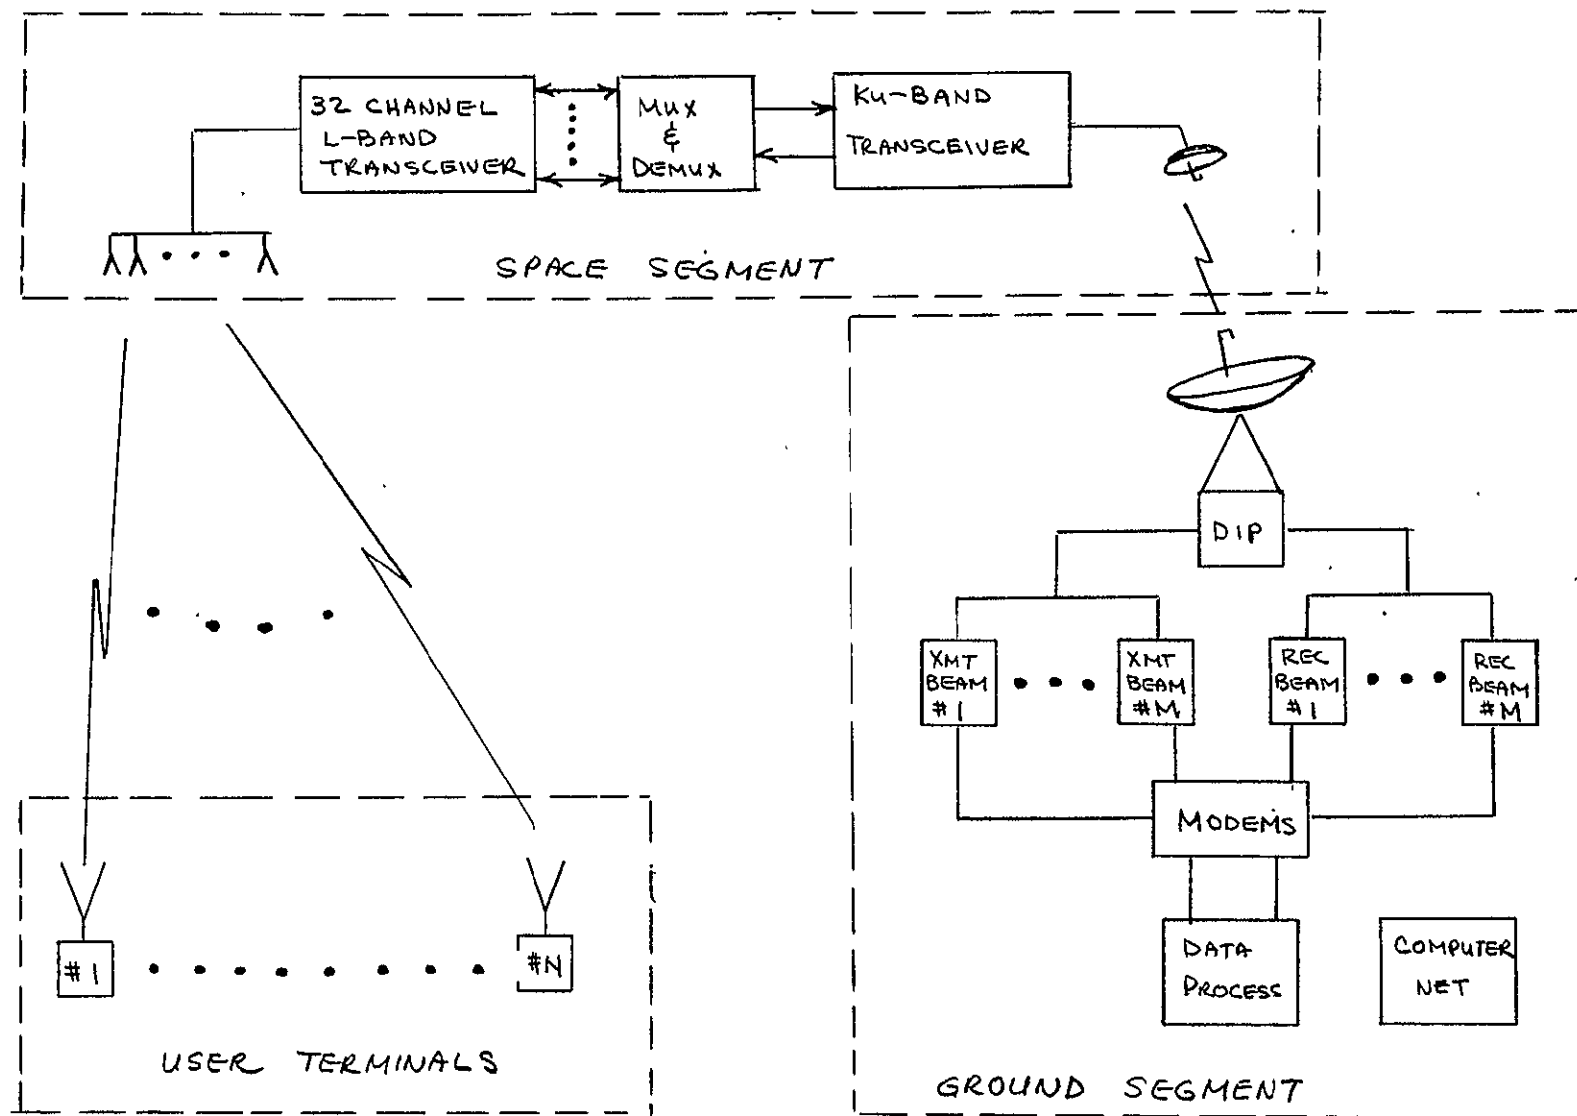 32 CHANNEL
L-BAND
TRANSCEIVER
MUX
&
DEMUX
KU-BAND
TRANSCEIVER
SPACE SEGMENT
DIP
XMT
BEAM
#1
XMT
BEAM
#M
REC
BEAM
#1
REC
BEAM
#M
MODEMS
#1
#N
DATA
PROCESS
COMPUTER
NET
USER TERMINALS
GROUND SEGMENT